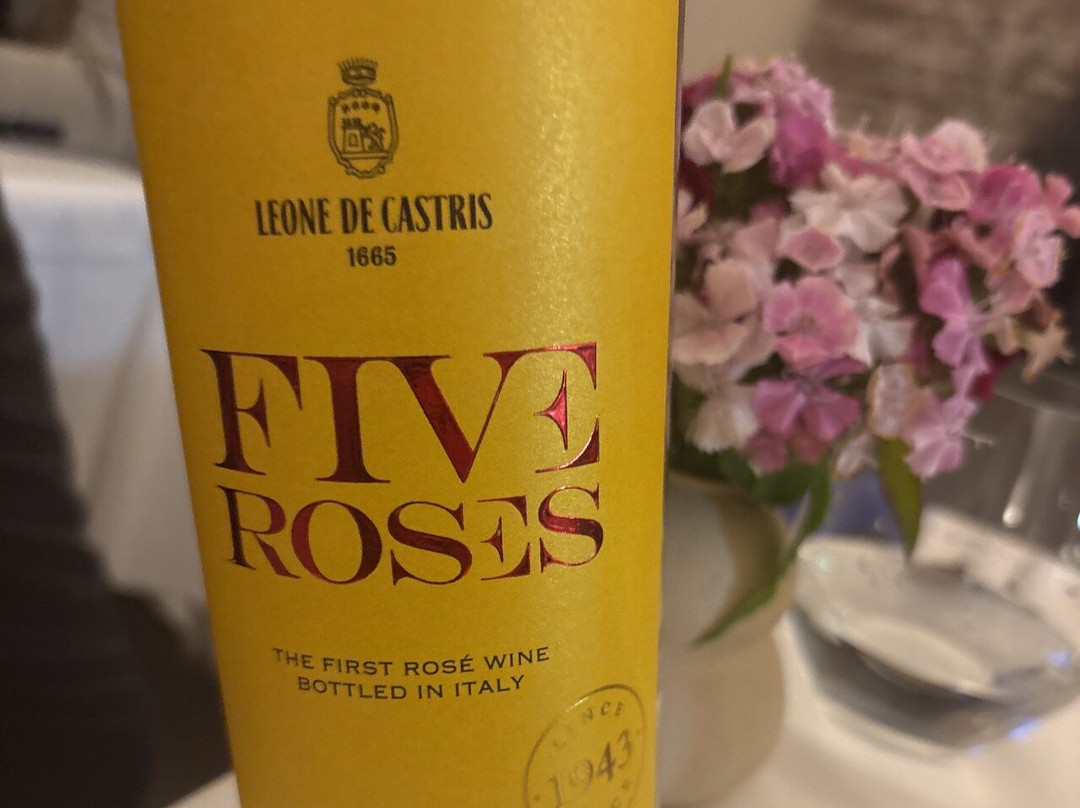 LEONE DE CASTRIS
1665
FIVE
ROSES
THE FIRST ROSÉ WINE
BOTTLED IN ITALY
1943